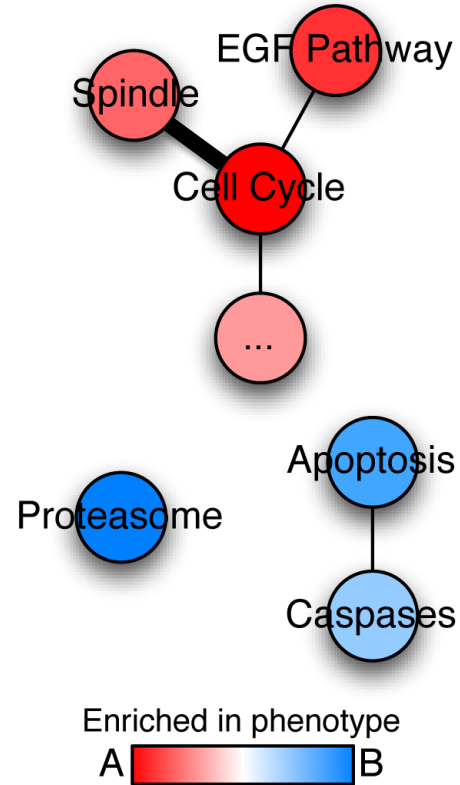 EGF Pathway
Spindle
Cell Cycle
...
Apoptosis
Proteasome
Caspases
Enriched in phenotype
A B